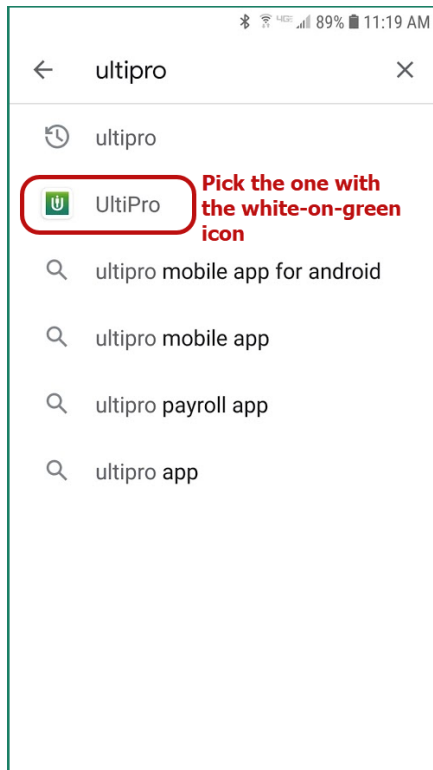 4G 89% 11:19 AM
ultipro
ultipro
UltiPro
Pick the one with
the white-on-green
icon
ultipro mobile app for android
ultipro mobile app
ultipro payroll app
ultipro app